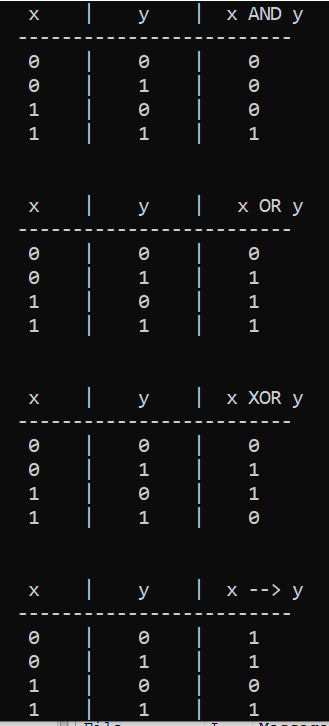 x | y | x AND y
-------------------------
0 | 0 | 0
0 | 1 | 0
1 | 0 | 0
1 | 1 | 1
x | y | x OR y
-------------------------
0 | 0 | 0
0 | 1 | 1
1 | 0 | 1
1 | 1 | 1
x | y | x XOR y
-------------------------
0 | 0 | 0
0 | 1 | 1
1 | 0 | 1
1 | 1 | 0
x | y | x --> y
-------------------------
0 | 0 | 1
0 | 1 | 1
1 | 0 | 0
1 | 1 | 1